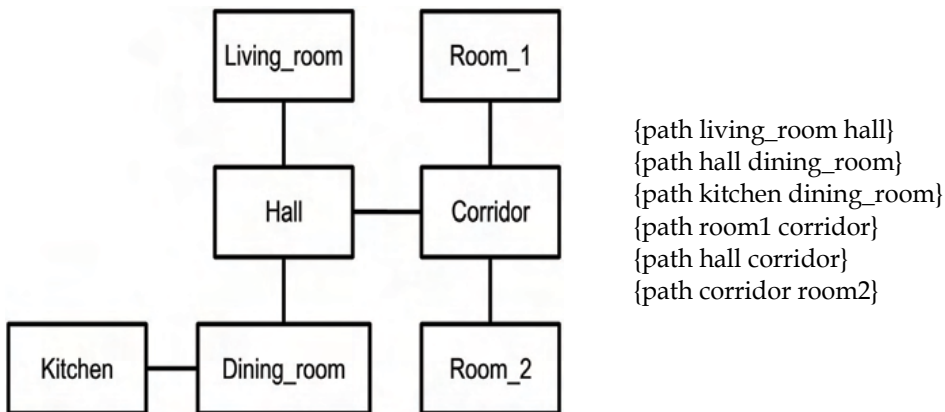 Living_room
Room_1
Hall
Corridor
Kitchen
Dining_room
Room_2
{path living_room hall}
{path hall dining_room}
{path kitchen dining_room}
{path room1 corridor}
{path hall corridor}
{path corridor room2}